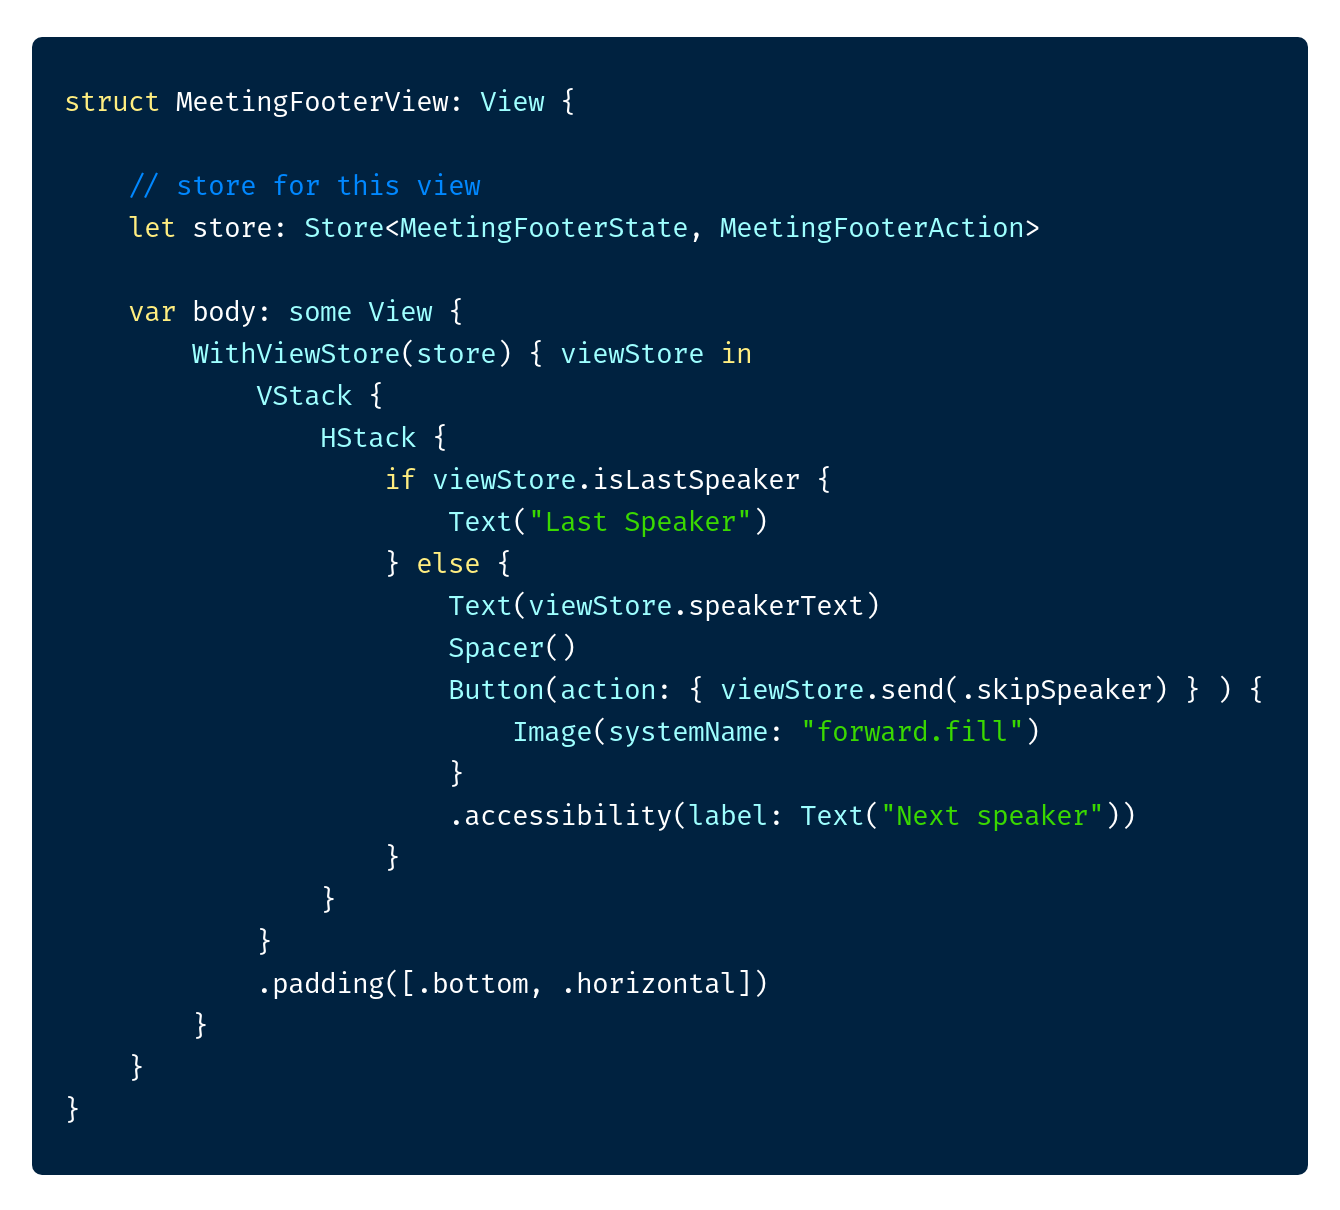 struct MeetingFooterView: View {

    // store for this view
    let store: Store<MeetingFooterState, MeetingFooterAction>

    var body: some View {
        WithViewStore(store) { viewStore in
            VStack {
                HStack {
                    if viewStore.isLastSpeaker {
                        Text("Last Speaker")
                    } else {
                        Text(viewStore.speakerText)
                        Spacer()
                        Button(action: { viewStore.send(.skipSpeaker) } ) {
                            Image(systemName: "forward.fill")
                        }
                        .accessibility(label: Text("Next speaker"))
                    }
                }
            }
            .padding([.bottom, .horizontal])
        }
    }
}